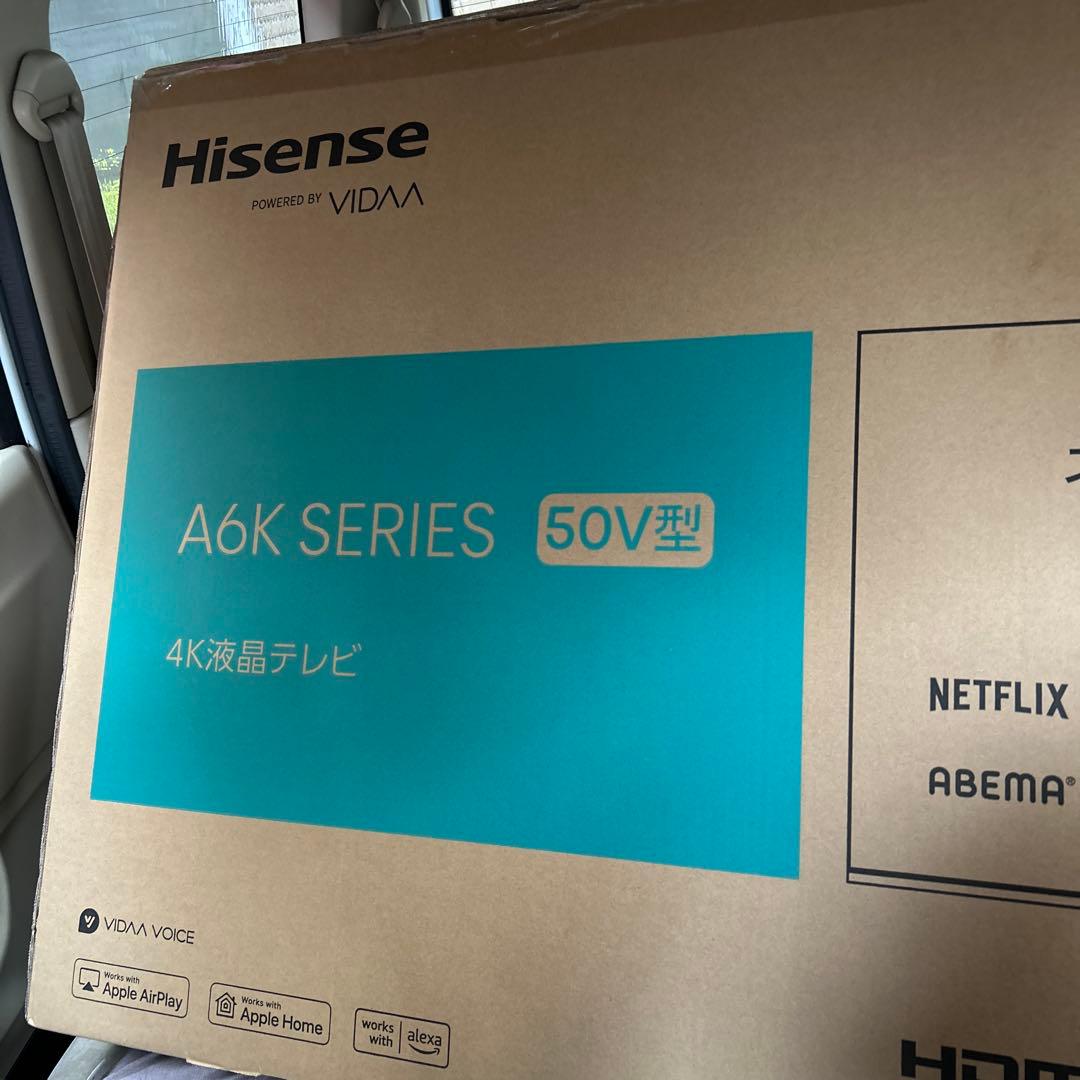 Hisense
POWERED BY VIDAA
A6K SERIES 50V型
4K液晶テレビ
NETFLIX
ABEMA®
VIDAA VOICE
Works with
Apple AirPlay
Works with
Apple Home
works
with
alexa